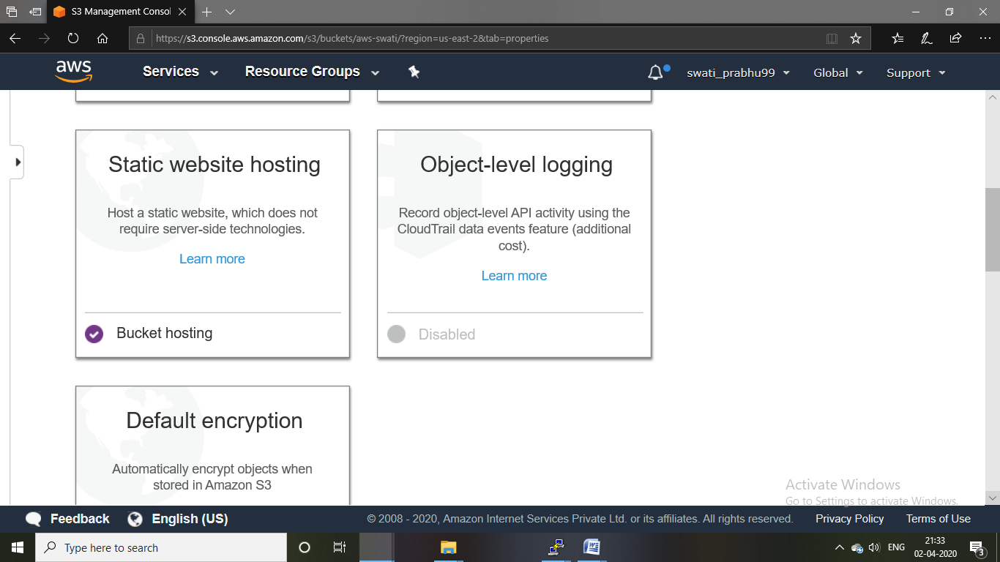 S3 Management Consol
https://s3.console.aws.amazon.com/s3/buckets/aws-swati/?region=us-east-2&tab=properties
aws
Services
Resource Groups
swati_prabhu99
Global
Support
Static website hosting
Host a static website, which does not
require server-side technologies.
Learn more
Bucket hosting
Object-level logging
Record object-level API activity using the
CloudTrail data events feature (additional
cost).
Learn more
Disabled
Default encryption
Automatically encrypt objects when
stored in Amazon S3
Activate Windows
Go to Settings to activate Windows.
Feedback
English (US)
© 2008 - 2020, Amazon Internet Services Private Ltd. or its affiliates. All rights reserved.
Privacy Policy
Terms of Use
Type here to search
ENG
21:33
02-04-2020
3